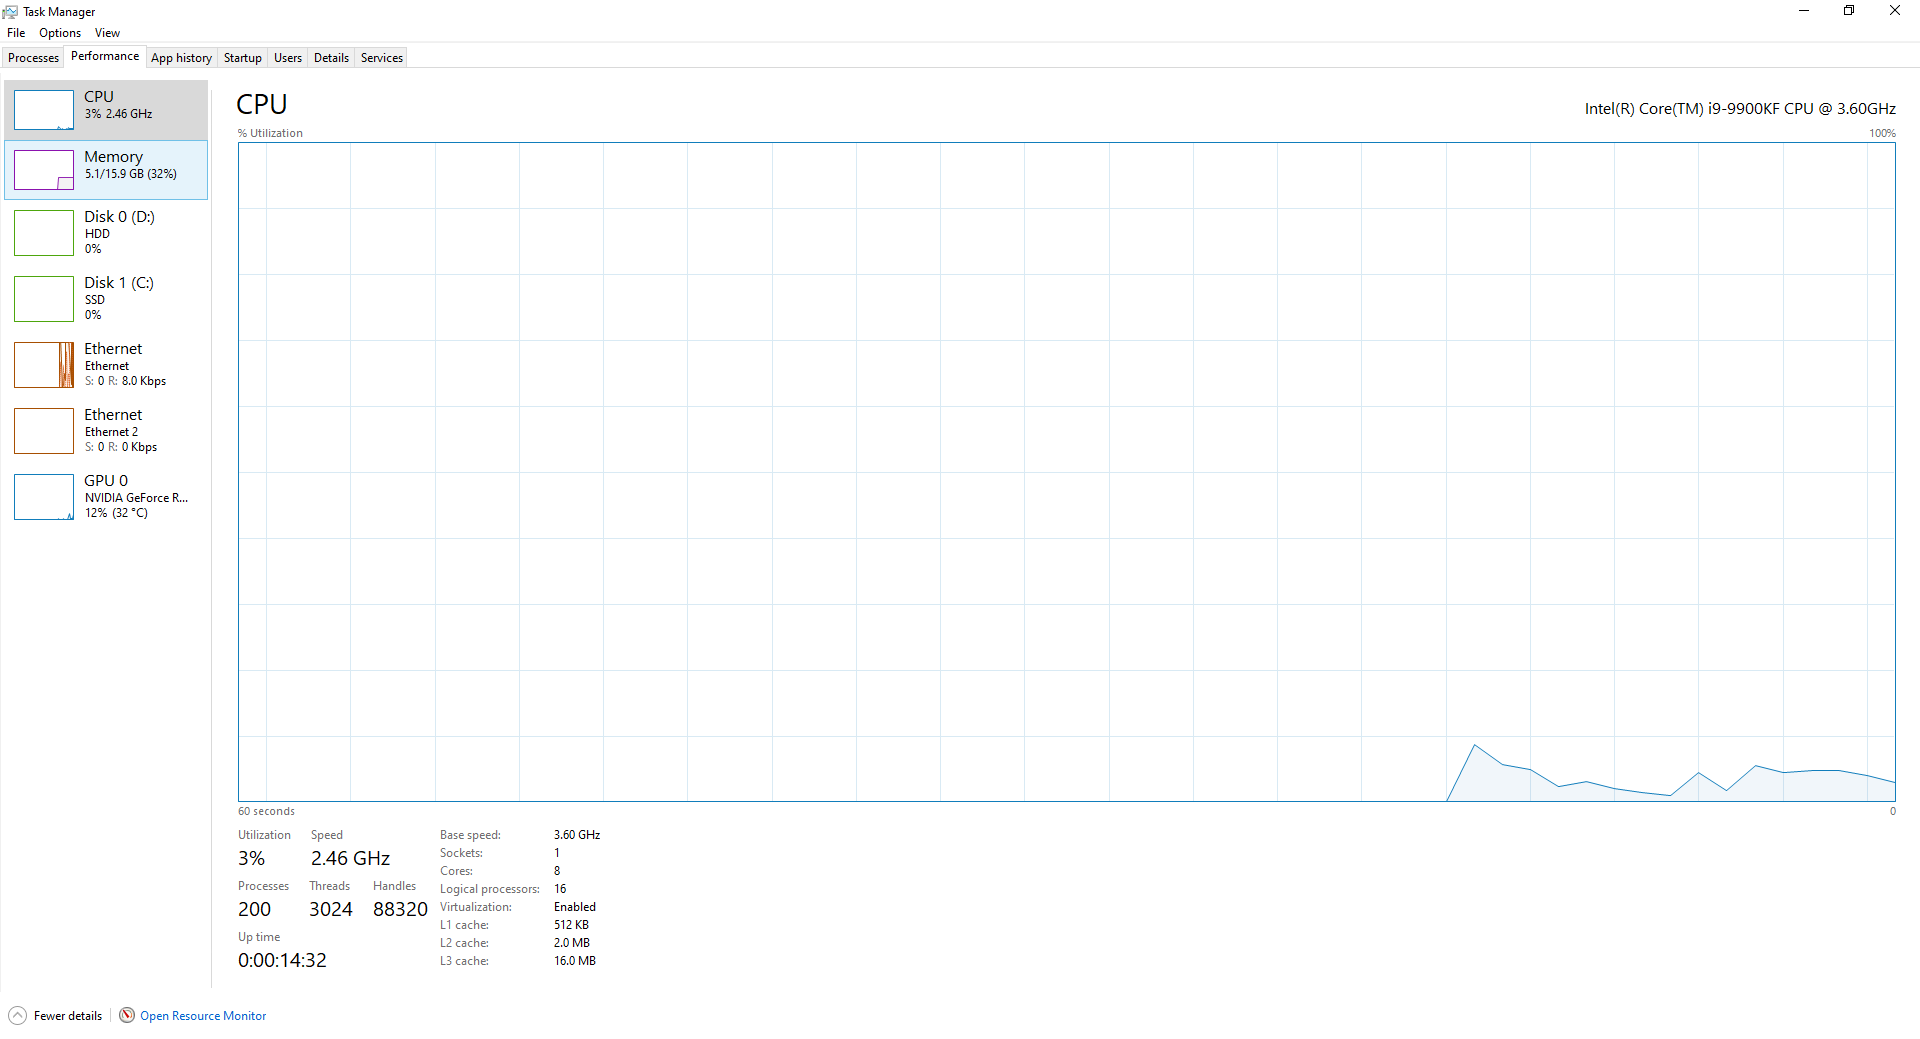 Task Manager
File Options View
Processes Performance App history Startup Users Details Services
CPU
3% 2.46 GHz
Memory
5.1/15.9 GB (32%)
Disk 0 (D:)
HDD
0%
Disk 1 (C:)
SSD
0%
Ethernet
Ethernet
S: 0 R: 8.0 Kbps
Ethernet
Ethernet 2
S: 0 R: 0 Kbps
GPU 0
NVIDIA GeForce R...
12% (32 °C)
CPU
Intel(R) Core(TM) i9-9900KF CPU @ 3.60GHz
% Utilization
100%
60 seconds
0
Utilization Speed
3% 2.46 GHz
Processes Threads Handles
200 3024 88320
Up time
0:00:14:32
Base speed: 3.60 GHz
Sockets: 1
Cores: 8
Logical processors: 16
Virtualization: Enabled
L1 cache: 512 KB
L2 cache: 2.0 MB
L3 cache: 16.0 MB
Fewer details
Open Resource Monitor